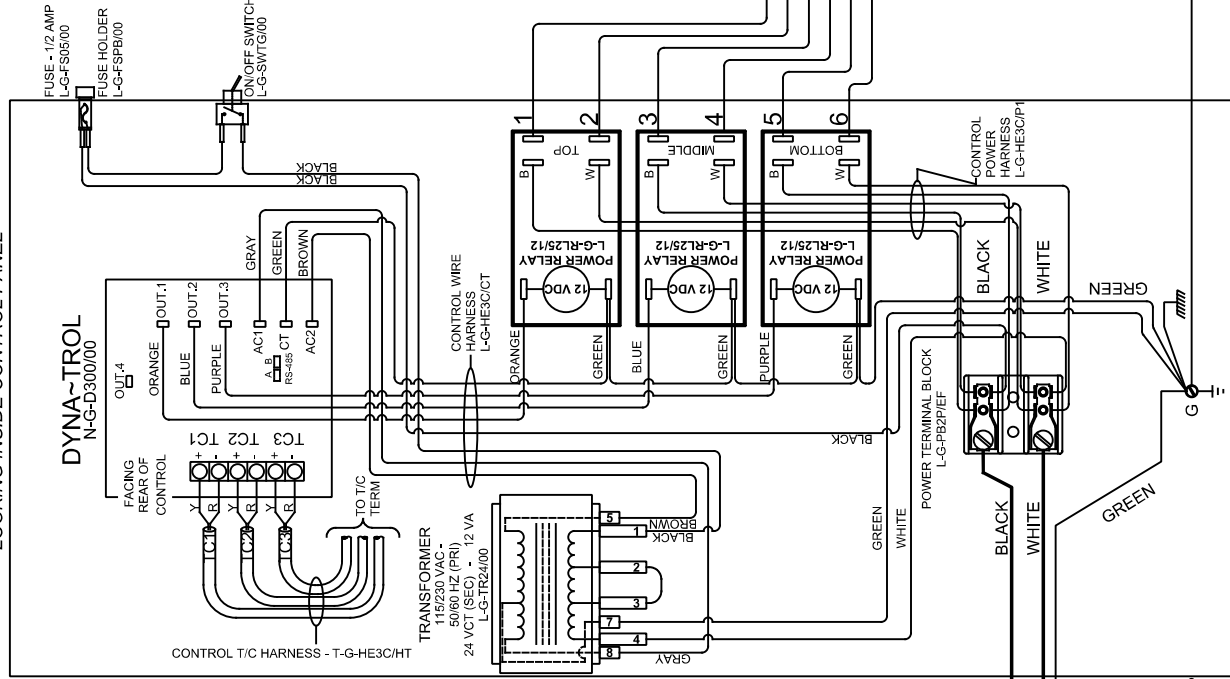 FUSE - 1/2 AMP
L-G-FS05/00
FUSE HOLDER
L-G-FSPB/00
ON/OFF SWITCH
L-G-SWTG/00
BLACK
BLACK
DYNA~TROL
N-G-D300/00
OUT.4
OUT.1
OUT.2
OUT.3
ORANGE
BLUE
PURPLE
GRAY
GREEN
BROWN
AC1
CT
AC2
A B
RS-485
TC1 TC2 TC3
+ - + - + -
FACING
REAR OF
CONTROL
Y R Y R Y R
TC1
TC2
TC3
TO T/C
TERM
CONTROL T/C HARNESS - T-G-HE3C/HT
CONTROL WIRE
HARNESS
L-G-HE3C/CT
1 2 3 4 5 6
TOP
MIDDLE
BOTTOM
B W B W B W
POWER RELAY
L-G-RL25/12
POWER RELAY
L-G-RL25/12
POWER RELAY
L-G-RL25/12
12 VDC
12 VDC
12 VDC
ORANGE
GREEN
BLUE
GREEN
PURPLE
GREEN
CONTROL
POWER
HARNESS
L-G-HE3C/P1
BLACK
WHITE
GREEN
BLACK
POWER TERMINAL BLOCK
L-G-PB2P/EF
G
GREEN
WHITE
BLACK
WHITE
GREEN
TRANSFORMER
115/230 VAC -
50/60 HZ (PRI)
24 VCT (SEC) - 12 VA
L-G-TR24/00
5
1
2
3
7
4
8
BROWN
BLACK
GRAY